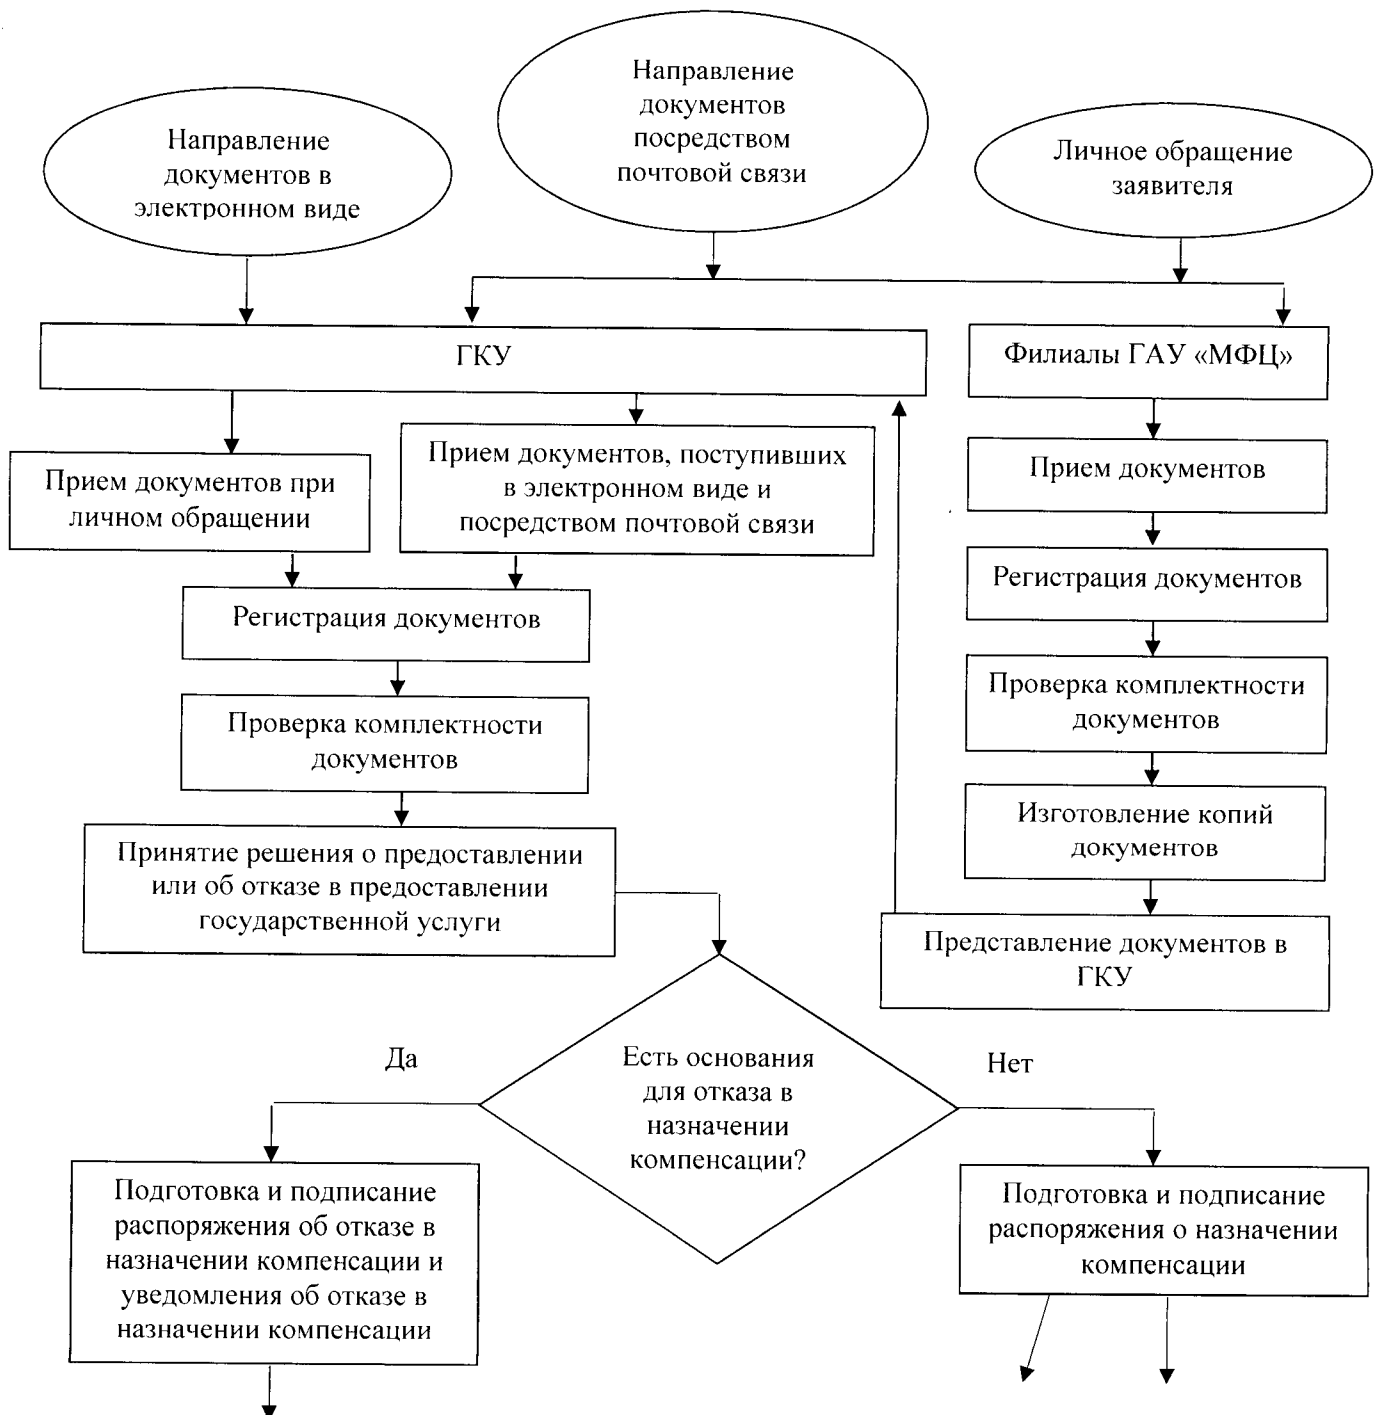 Направление
документов
посредством
почтовой связи
Направление
документов в
электронном виде
Личное обращение
заявителя
ГКУ
Филиалы ГАУ «МФЦ»
Прием документов при
личном обращении
Прием документов, поступивших
в электронном виде и
посредством почтовой связи
Прием документов
Регистрация документов
Регистрация документов
Проверка комплектности
документов
Проверка комплектности
документов
Изготовление копий
документов
Принятие решения о предоставлении
или об отказе в предоставлении
государственной услуги
Представление документов в
ГКУ
Да
Есть основания
для отказа в
назначении
компенсации?
Нет
Подготовка и подписание
распоряжения об отказе в
назначении компенсации и
уведомления об отказе в
назначении компенсации
Подготовка и подписание
распоряжения о назначении
компенсации